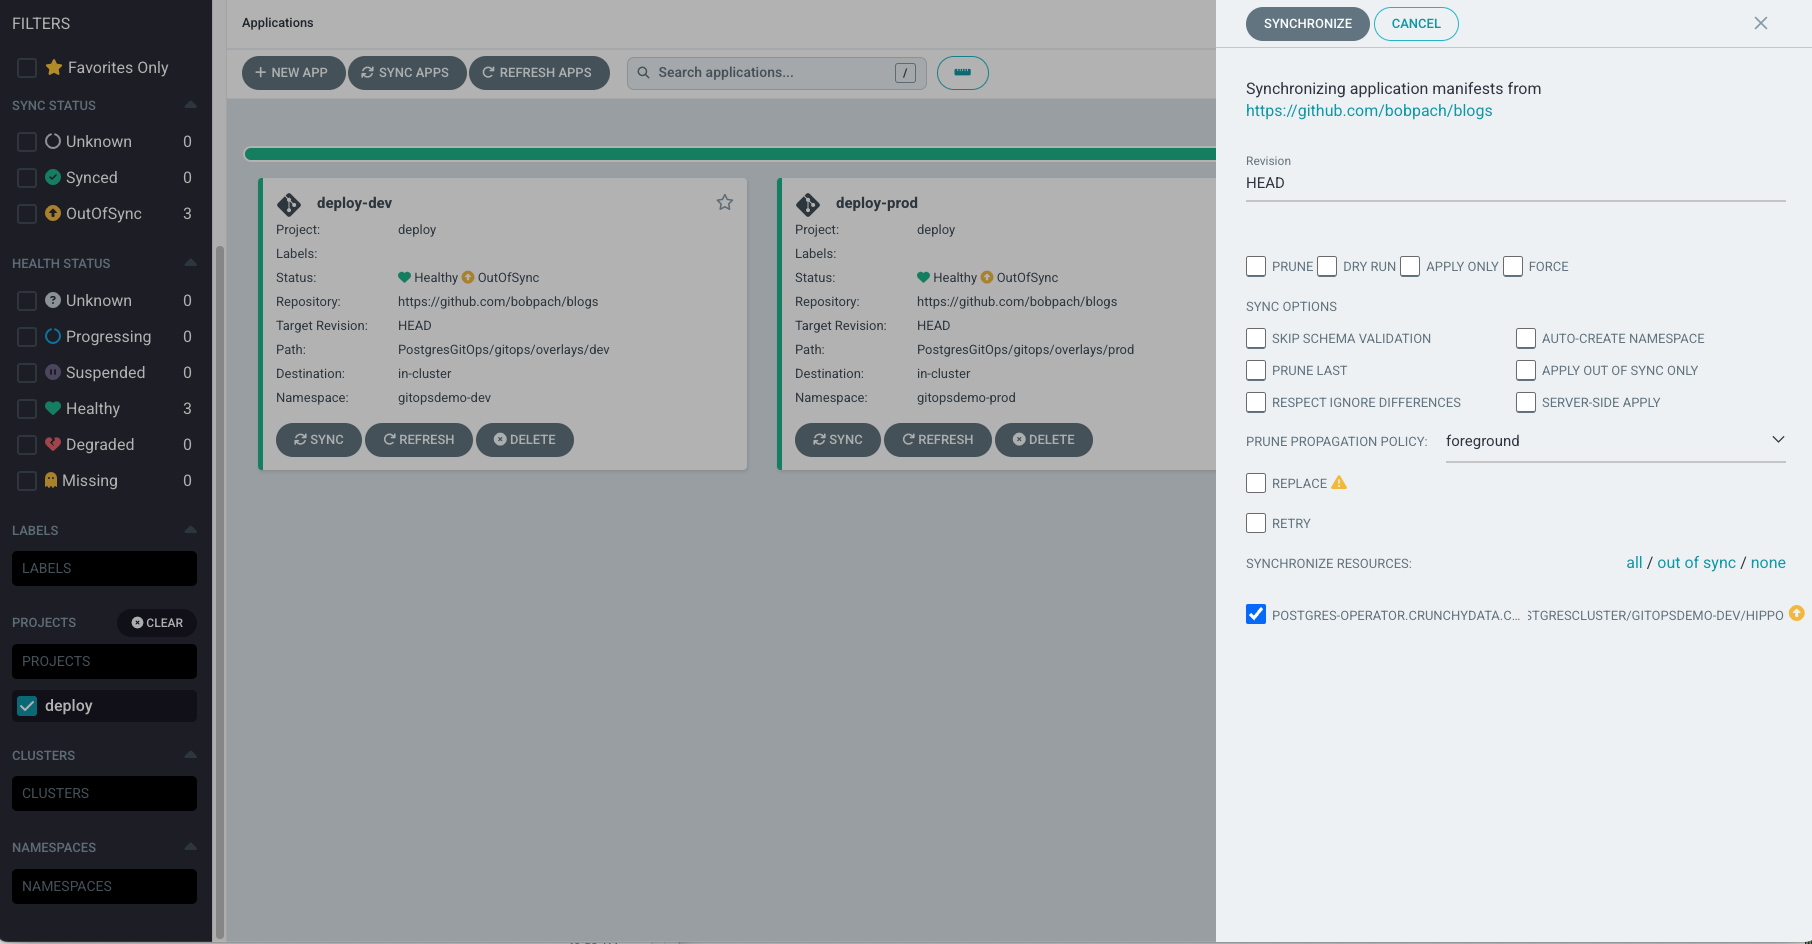 FILTERS
Favorites Only
SYNC STATUS
Unknown 0
Synced 0
OutOfSync 3
HEALTH STATUS
Unknown 0
Progressing 0
Suspended 0
Healthy 3
Degraded 0
Missing 0
LABELS
LABELS
PROJECTS CLEAR
PROJECTS
deploy
CLUSTERS
CLUSTERS
NAMESPACES
NAMESPACES
Applications
+ NEW APP SYNC APPS REFRESH APPS Search applications... /
deploy-dev
Project: deploy
Labels:
Status: Healthy OutOfSync
Repository: https://github.com/bobpach/blogs
Target Revision: HEAD
Path: PostgresGitOps/gitops/overlays/dev
Destination: in-cluster
Namespace: gitopsdemo-dev
SYNC REFRESH DELETE
deploy-prod
Project: deploy
Labels:
Status: Healthy OutOfSync
Repository: https://github.com/bobpach/blogs
Target Revision: HEAD
Path: PostgresGitOps/gitops/overlays/prod
Destination: in-cluster
Namespace: gitopsdemo-prod
SYNC REFRESH DELETE
SYNCHRONIZE CANCEL
Synchronizing application manifests from
https://github.com/bobpach/blogs
Revision
HEAD
PRUNE DRY RUN APPLY ONLY FORCE
SYNC OPTIONS
SKIP SCHEMA VALIDATION AUTO-CREATE NAMESPACE
PRUNE LAST APPLY OUT OF SYNC ONLY
RESPECT IGNORE DIFFERENCES SERVER-SIDE APPLY
PRUNE PROPAGATION POLICY: foreground
REPLACE
RETRY
SYNCHRONIZE RESOURCES: all / out of sync / none
POSTGRES-OPERATOR.CRUNCHYDATA.C... STGRESCLUSTER/GITOPSDEMO-DEV/HIPPO